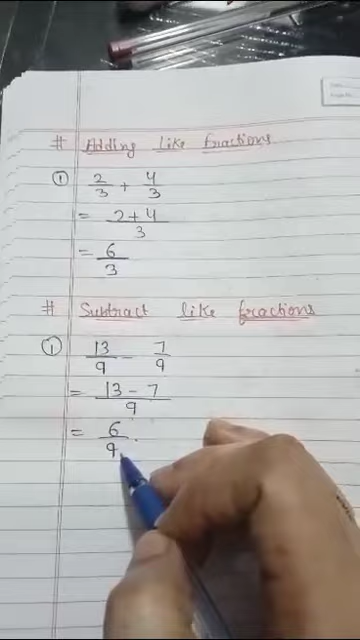 # Adding like fractions
① 2/3 + 4/3
= 2+4/3
= 6/3
# Subtract like fractions
① 13/9 - 7/9
= 13-7/9
= 6/9.